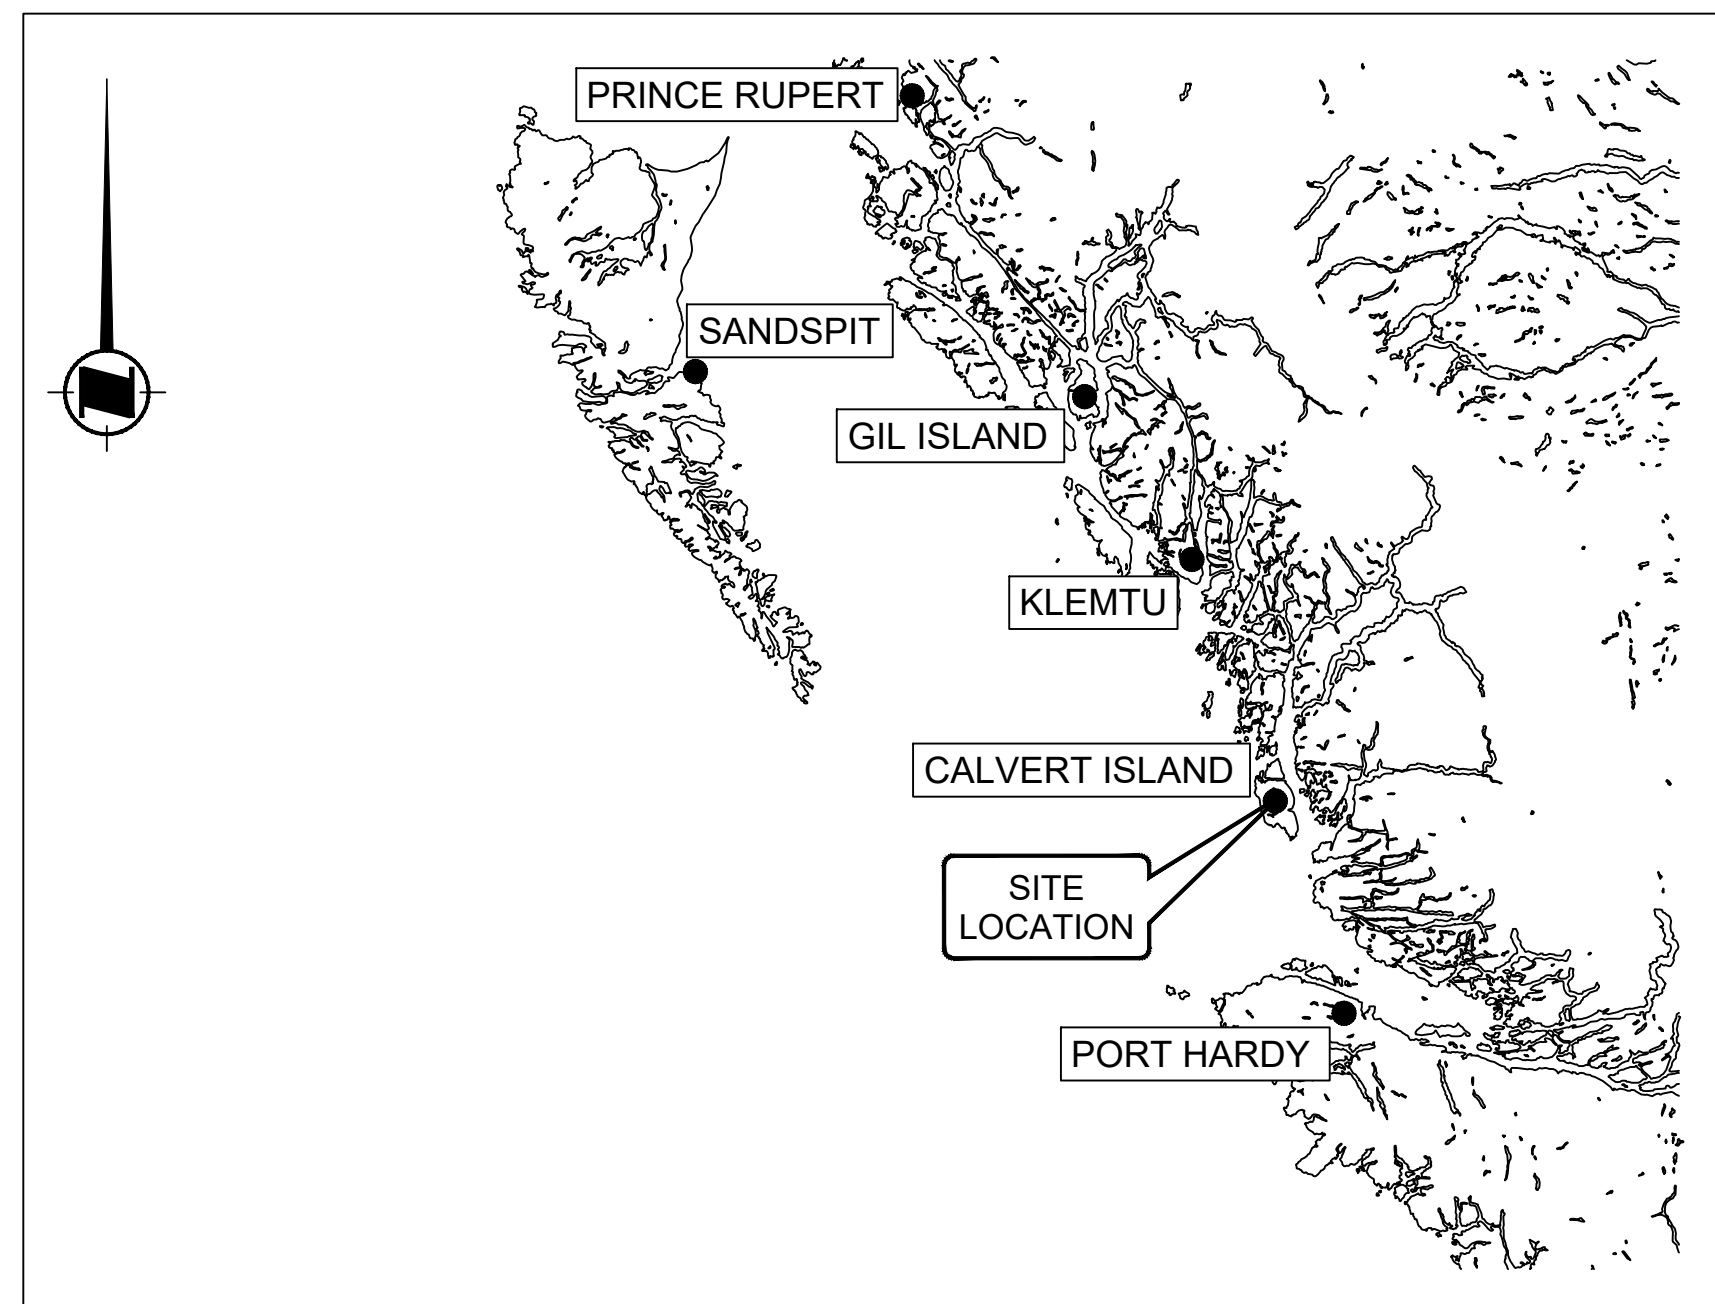 PRINCE RUPERT
SANDSPIT
GIL ISLAND
KLEMTU
CALVERT ISLAND
SITE
LOCATION
PORT HARDY